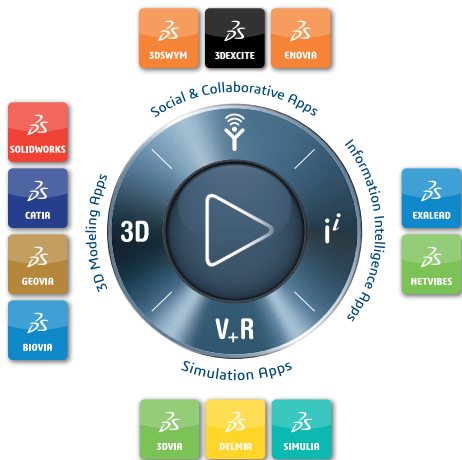 3DSWYM
3DEXCITE
ENOVIA
Social & Collaborative Apps
SOLIDWORKS
CATIA
GEOVIA
BIOVIA
3D Modeling Apps
3D
i i
Information Intelligence Apps
EXALEAD
NETVIBES
V+R
Simulation Apps
3DVIA
DELMIA
SIMULIA